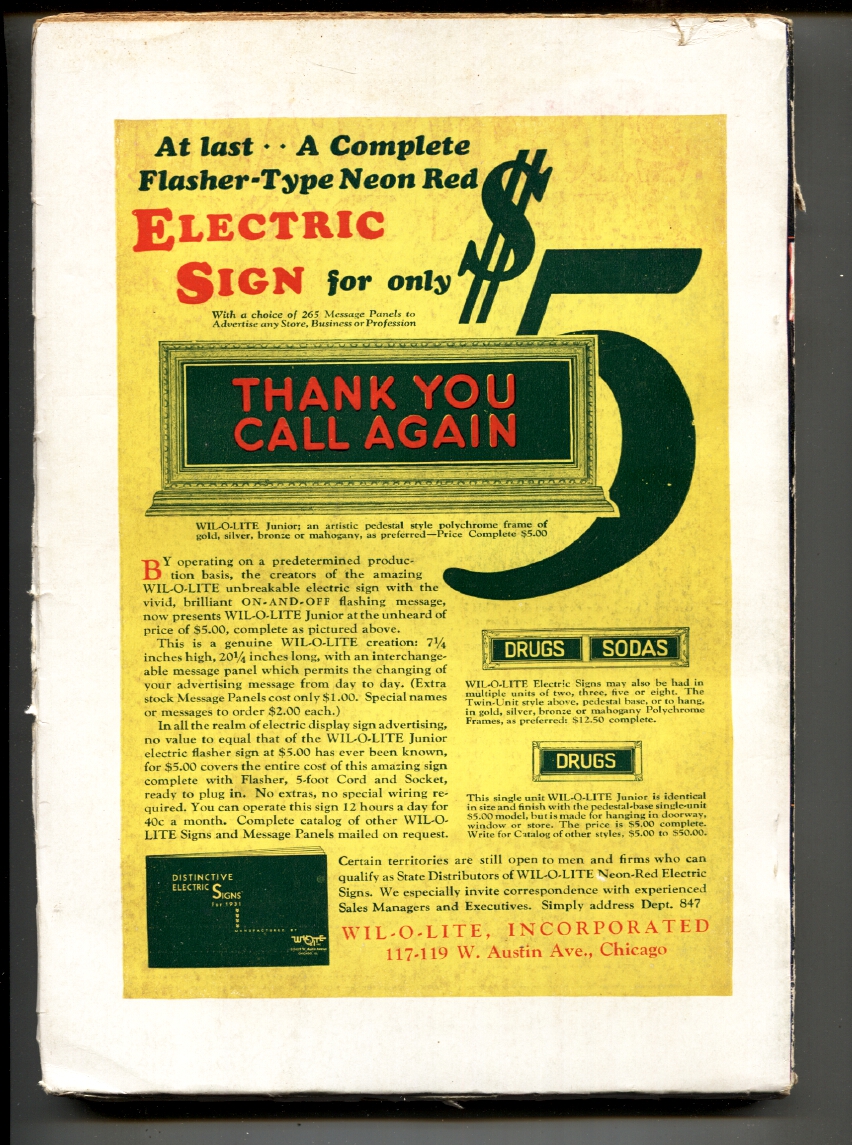 At last · · A Complete
Flasher-Type Neon Red
ELECTRIC
SIGN for only
$5
With a choice of 265 Message Panels to
Advertise any Store, Business or Profession
THANK YOU
CALL AGAIN
WIL-O-LITE Junior; an artistic pedestal style polychrome frame of
gold, silver, bronze or mahogany, as preferred—Price Complete $5.00
BY operating on a predetermined produc-
tion basis, the creators of the amazing
WIL-O-LITE unbreakable electric sign with the
vivid, brilliant ON-AND-OFF flashing message,
now presents WIL-O-LITE Junior at the unheard of
price of $5.00, complete as pictured above.
This is a genuine WIL-O-LITE creation: 7¼
inches high, 20¼ inches long, with an interchange-
able message panel which permits the changing of
your advertising message from day to day. (Extra
stock Message Panels cost only $1.00. Special names
or messages to order $2.00 each.)
In all the realm of electric display sign advertising,
no value to equal that of the WIL-O-LITE Junior
electric flasher sign at $5.00 has ever been known,
for $5.00 covers the entire cost of this amazing sign
complete with Flasher, 5-foot Cord and Socket,
ready to plug in. No extras, no special wiring re-
quired. You can operate this sign 12 hours a day for
40c a month. Complete catalog of other WIL-O-
LITE Signs and Message Panels mailed on request.
DRUGS SODAS
WIL-O-LITE Electric Signs may also be had in
multiple units of two, three, five or eight. The
Twin-Unit style above, pedestal base, or to hang,
in gold, silver, bronze or mahogany Polychrome
Frames, as preferred: $12.50 complete.
DRUGS
This single unit WIL-O-LITE Junior is identical
in size and finish with the pedestal-base single-unit
$5.00 model, but is made for hanging in doorway,
window or store. The price is $5.00 complete.
Write for Catalog of other styles, $5.00 to $50.00.
DISTINCTIVE
ELECTRIC SIGNS
for 1931
MANUFACTURED BY
WIL-O-LITE
Certain territories are still open to men and firms who can
qualify as State Distributors of WIL-O-LITE Neon-Red Electric
Signs. We especially invite correspondence with experienced
Sales Managers and Executives. Simply address Dept. 847
WIL-O-LITE, INCORPORATED
117-119 W. Austin Ave., Chicago